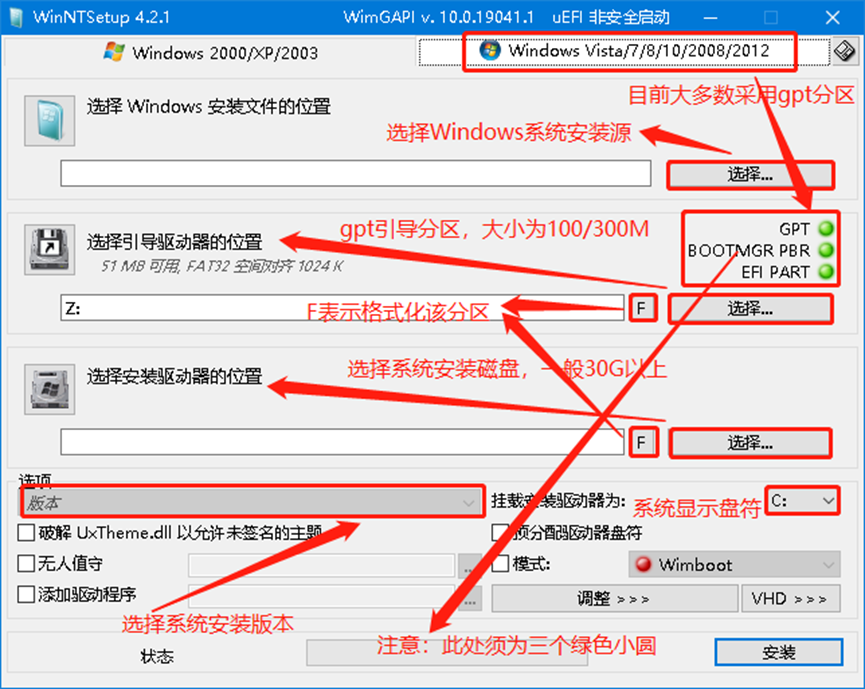 WinNTSetup 4.2.1 WimGAPI v. 10.0.19041.1 uEFI 非安全启动
Windows 2000/XP/2003 Windows Vista/7/8/10/2008/2012
目前大多数采用gpt分区
选择 Windows 安装文件的位置
选择Windows系统安装源
选择...
gpt引导分区，大小为100/300M
GPT
选择引导驱动器的位置
BOOTMGR PBR
51 MB 可用, FAT32 空间对齐 1024 K
EFI PART
Z:
F表示格式化该分区
F
选择...
选择系统安装磁盘，一般30G以上
选择安装驱动器的位置
F
选择...
选项
版本
挂载安装驱动器为:
系统显示盘符
C:
破解 UxTheme.dll 以允许未签名的主题
预分配驱动器盘符
无人值守
...
模式:
Wimboot
添加驱动程序
...
调整 >>>
VHD >>>
选择系统安装版本
注意：此处须为三个绿色小圆
状态
安装